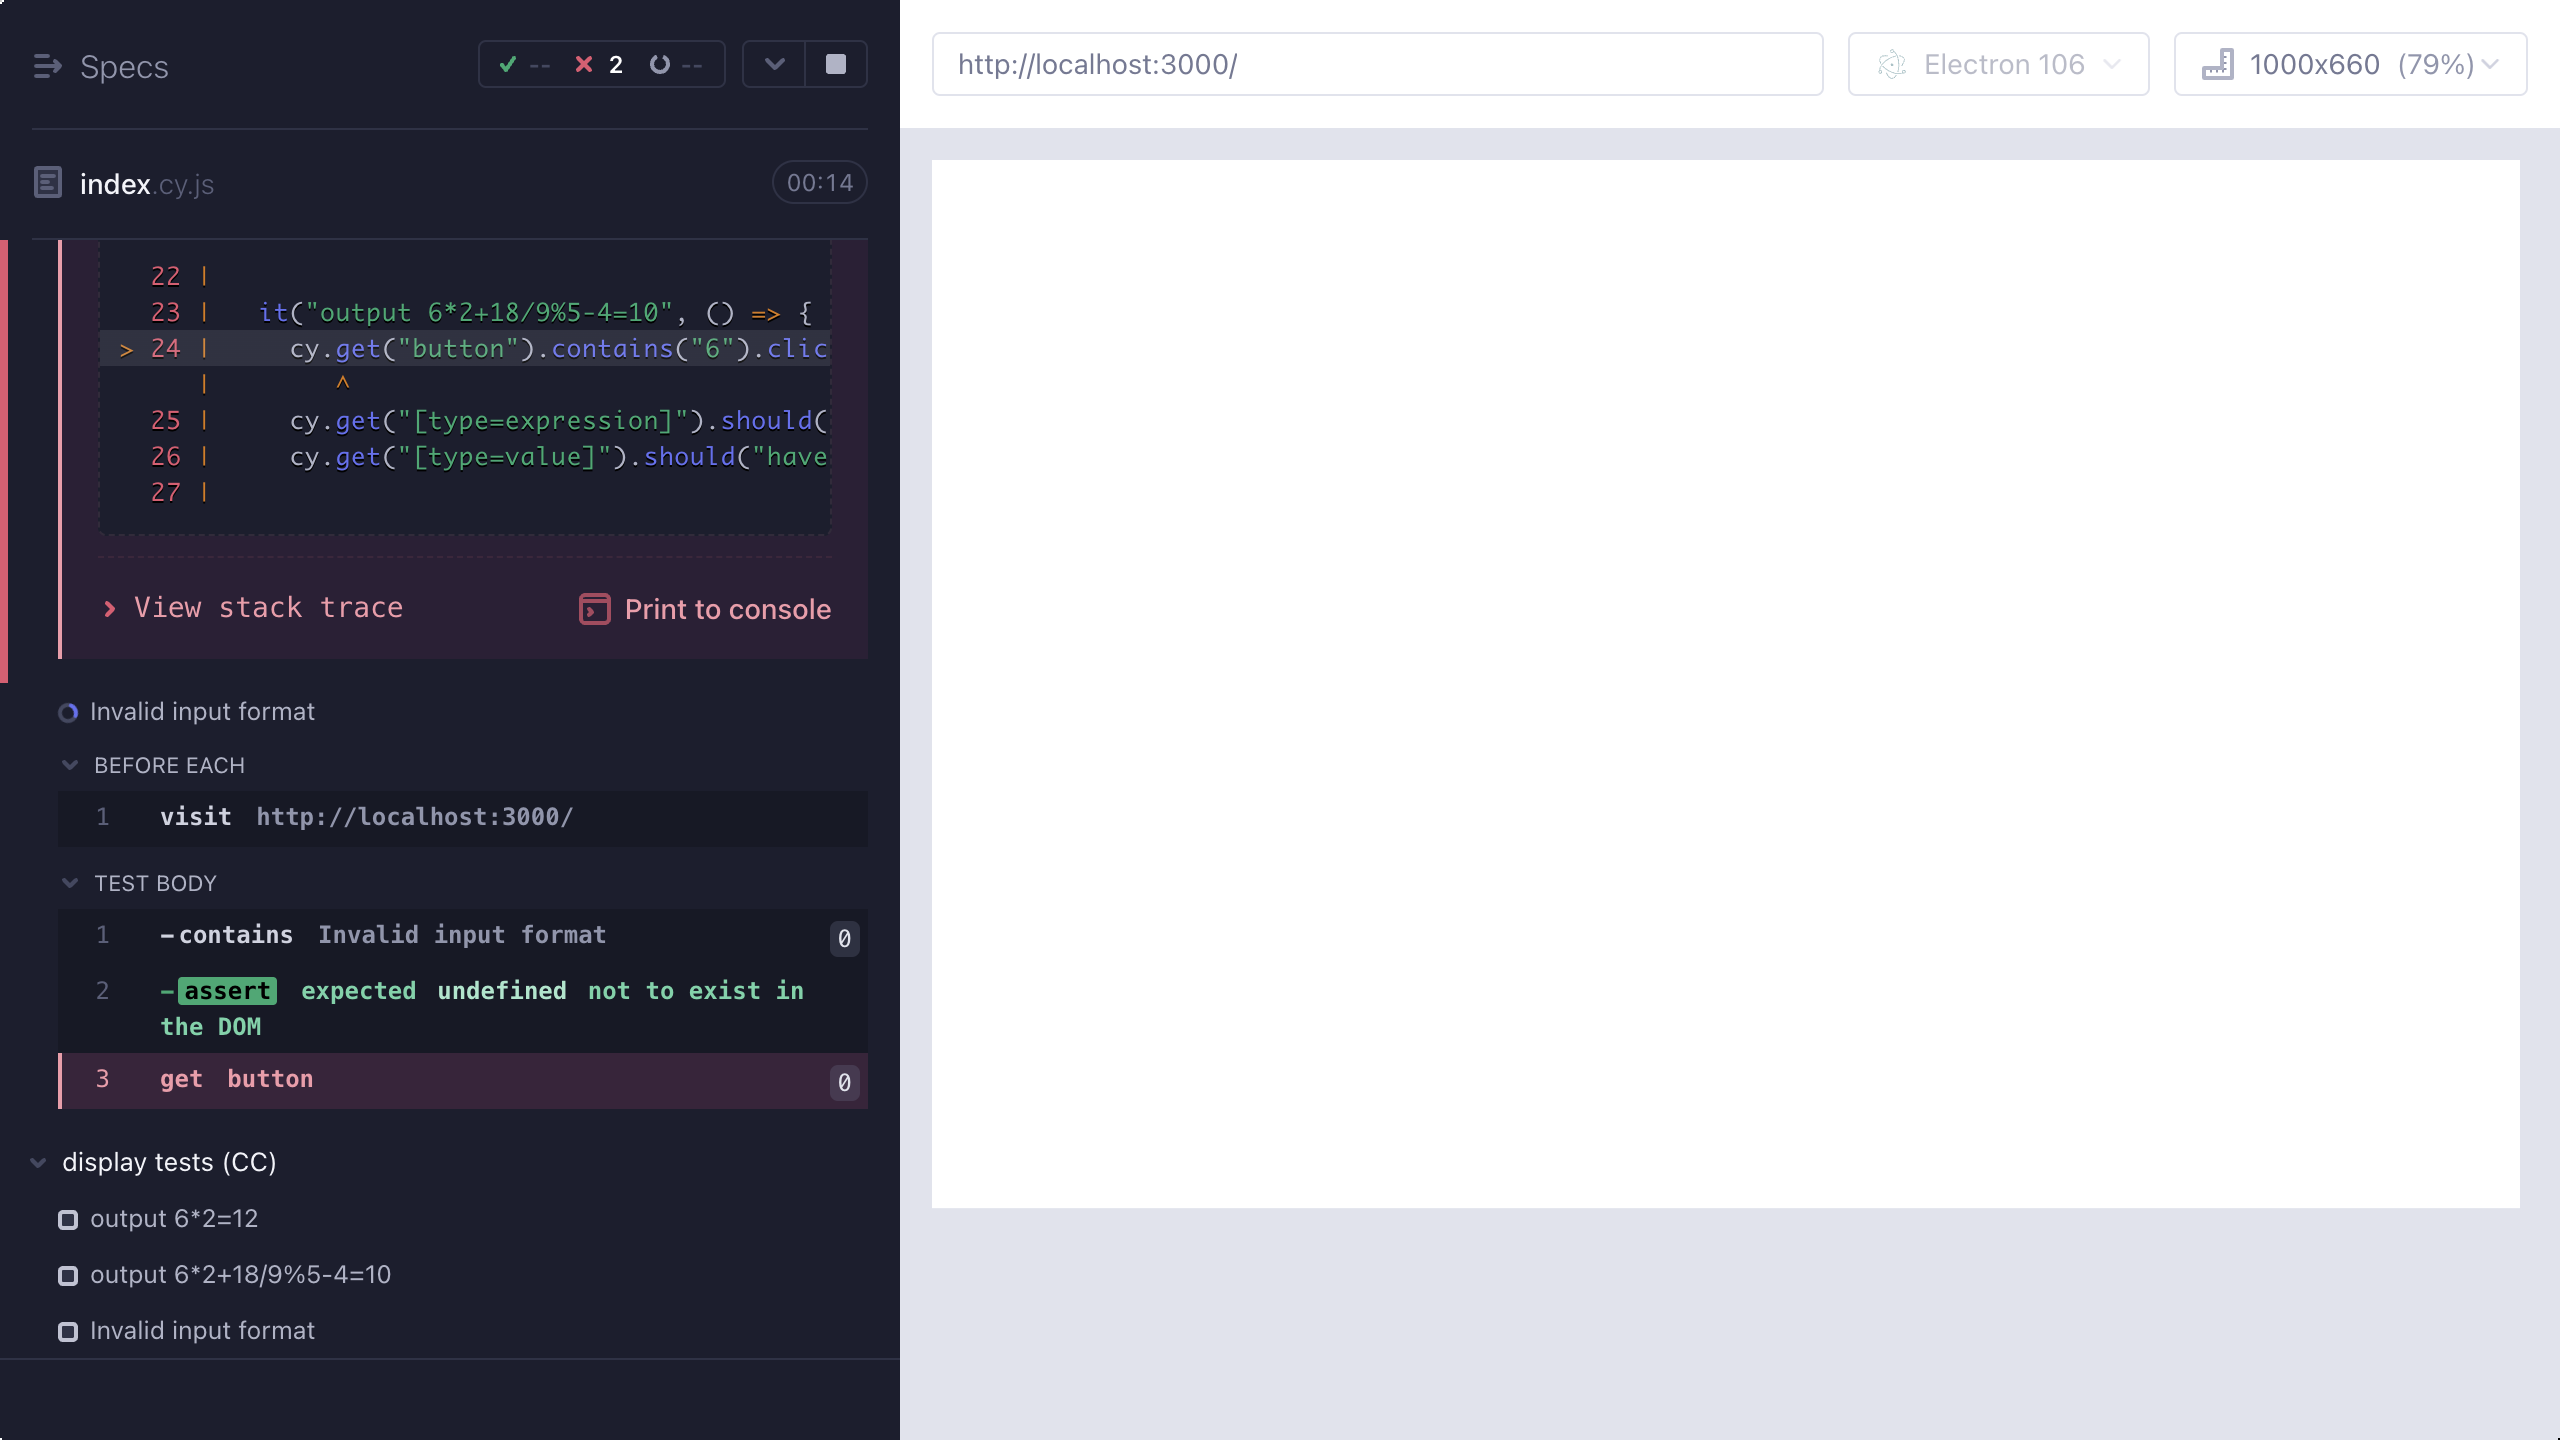 Specs
-- 2 --
index.cy.js
00:14
22 |
23 | it("output 6*2+18/9%5-4=10", () => {
> 24 | cy.get("button").contains("6").clic
| ^
25 | cy.get("[type=expression]").should(
26 | cy.get("[type=value]").should("have
27 |
View stack trace
Print to console
Invalid input format
BEFORE EACH
1 visit http://localhost:3000/
TEST BODY
1 -contains Invalid input format 0
2 -assert expected undefined not to exist in
the DOM
3 get button 0
display tests (CC)
output 6*2=12
output 6*2+18/9%5-4=10
Invalid input format
http://localhost:3000/
Electron 106
1000x660 (79%)